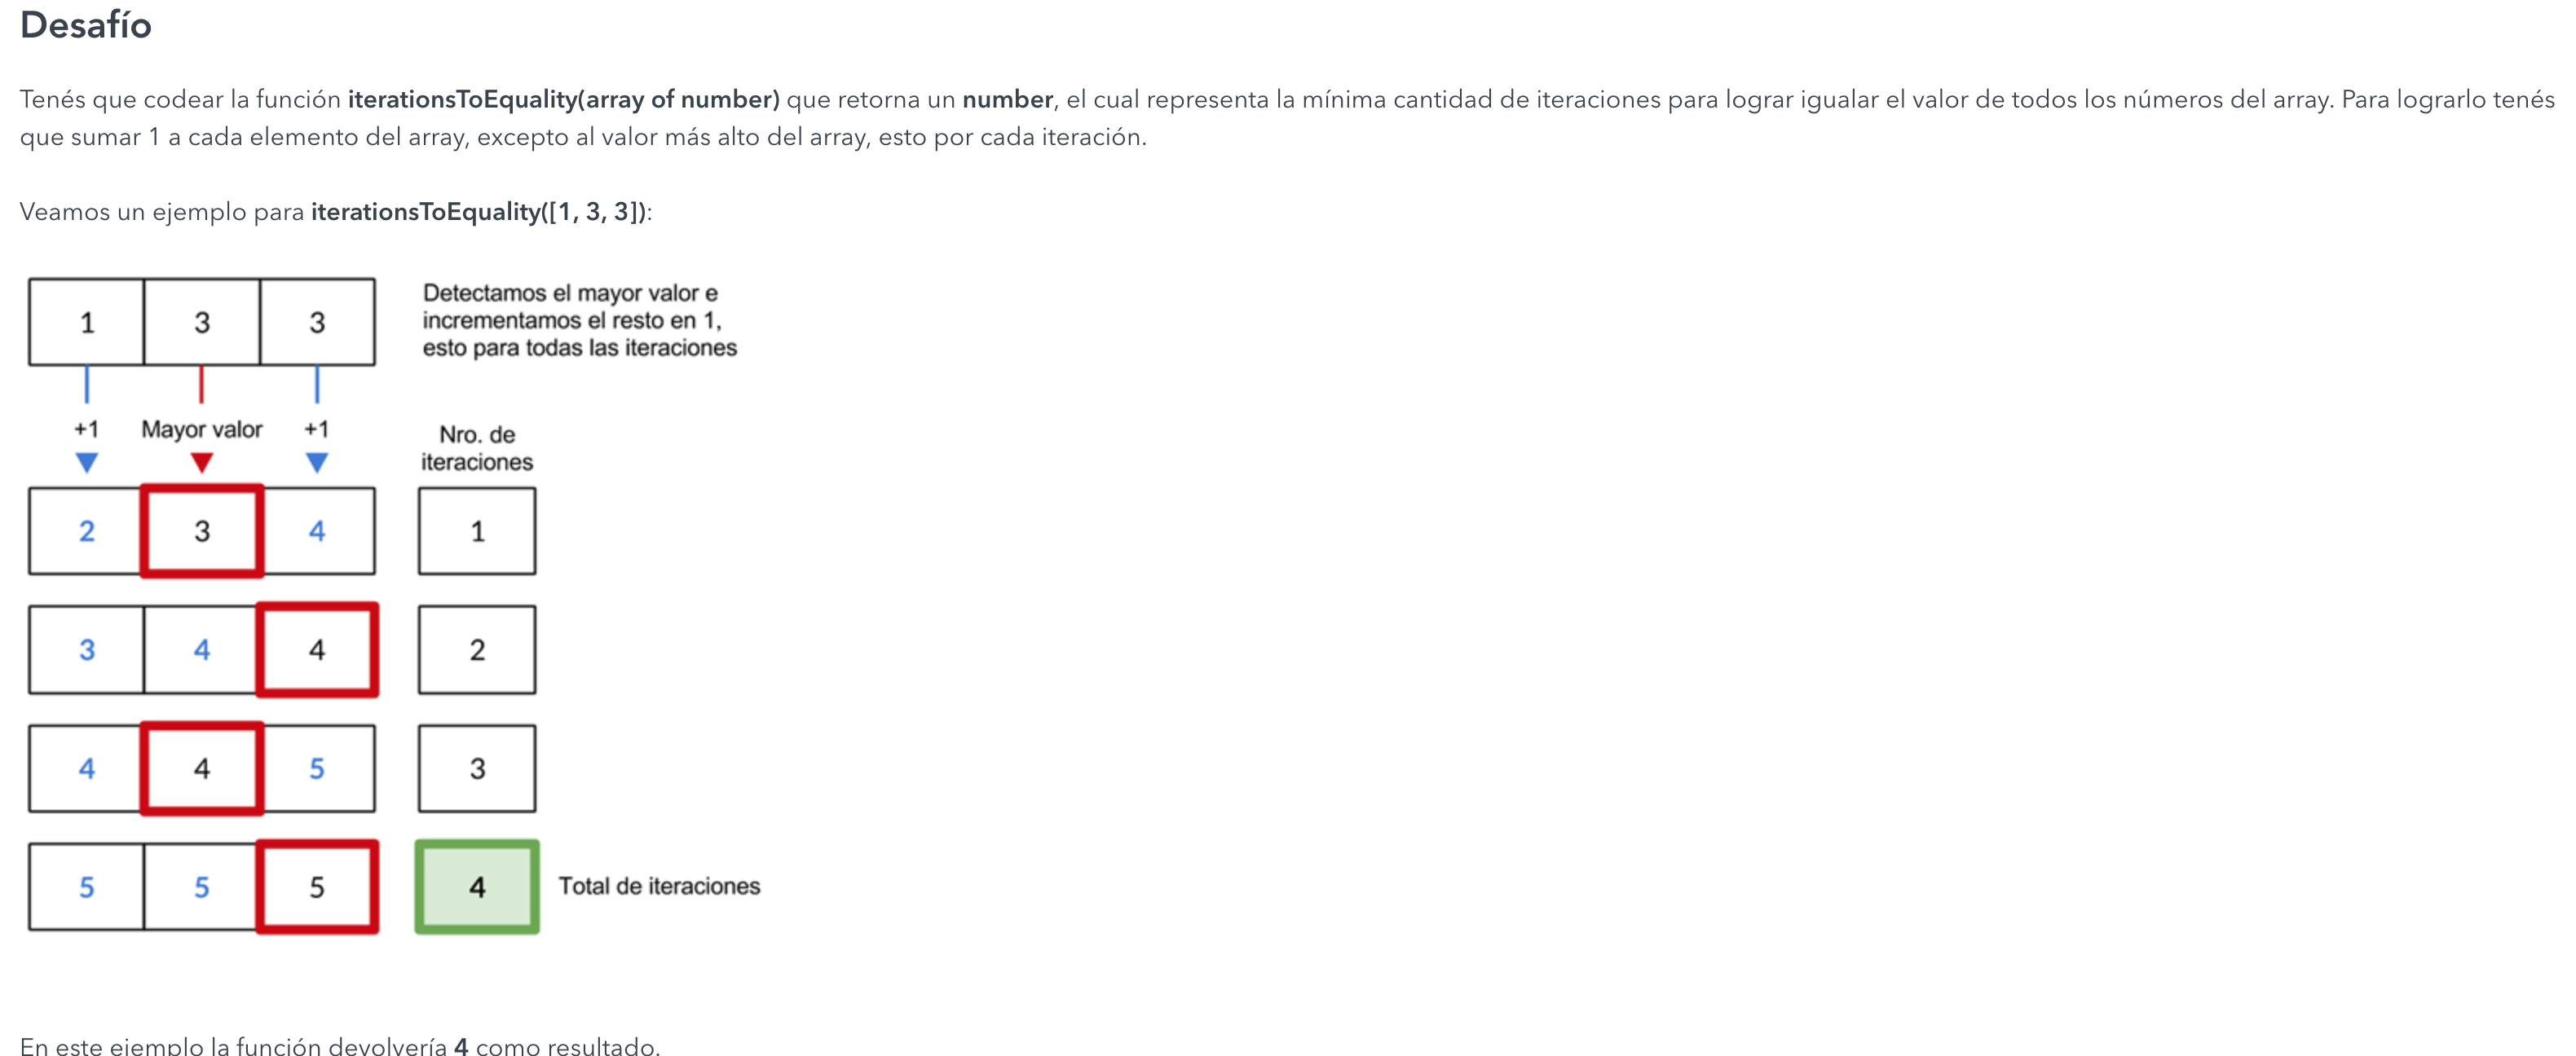 Desafío
Tenés que codear la función iterationsToEquality(array of number) que retorna un number, el cual representa la mínima cantidad de iteraciones para lograr igualar el valor de todos los números del array. Para lograrlo tenés
que sumar 1 a cada elemento del array, excepto al valor más alto del array, esto por cada iteración.
Veamos un ejemplo para iterationsToEquality([1, 3, 3]):
1 3 3
Detectamos el mayor valor e
incrementamos el resto en 1,
esto para todas las iteraciones
+1 Mayor valor +1
Nro. de
iteraciones
2 3 4 1
3 4 4 2
4 4 5 3
5 5 5 4 Total de iteraciones
En este ejemplo la función devolvería 4 como resultado.